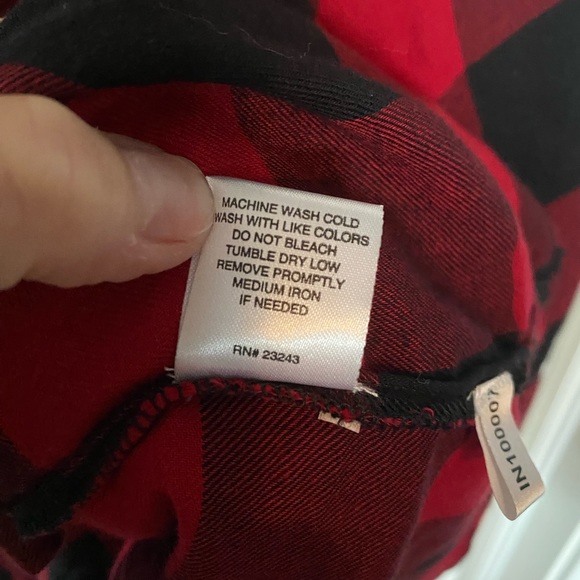 MACHINE WASH COLD
WASH WITH LIKE COLORS
DO NOT BLEACH
TUMBLE DRY LOW
REMOVE PROMPTLY
MEDIUM IRON
IF NEEDED
RN# 23243
IN100007